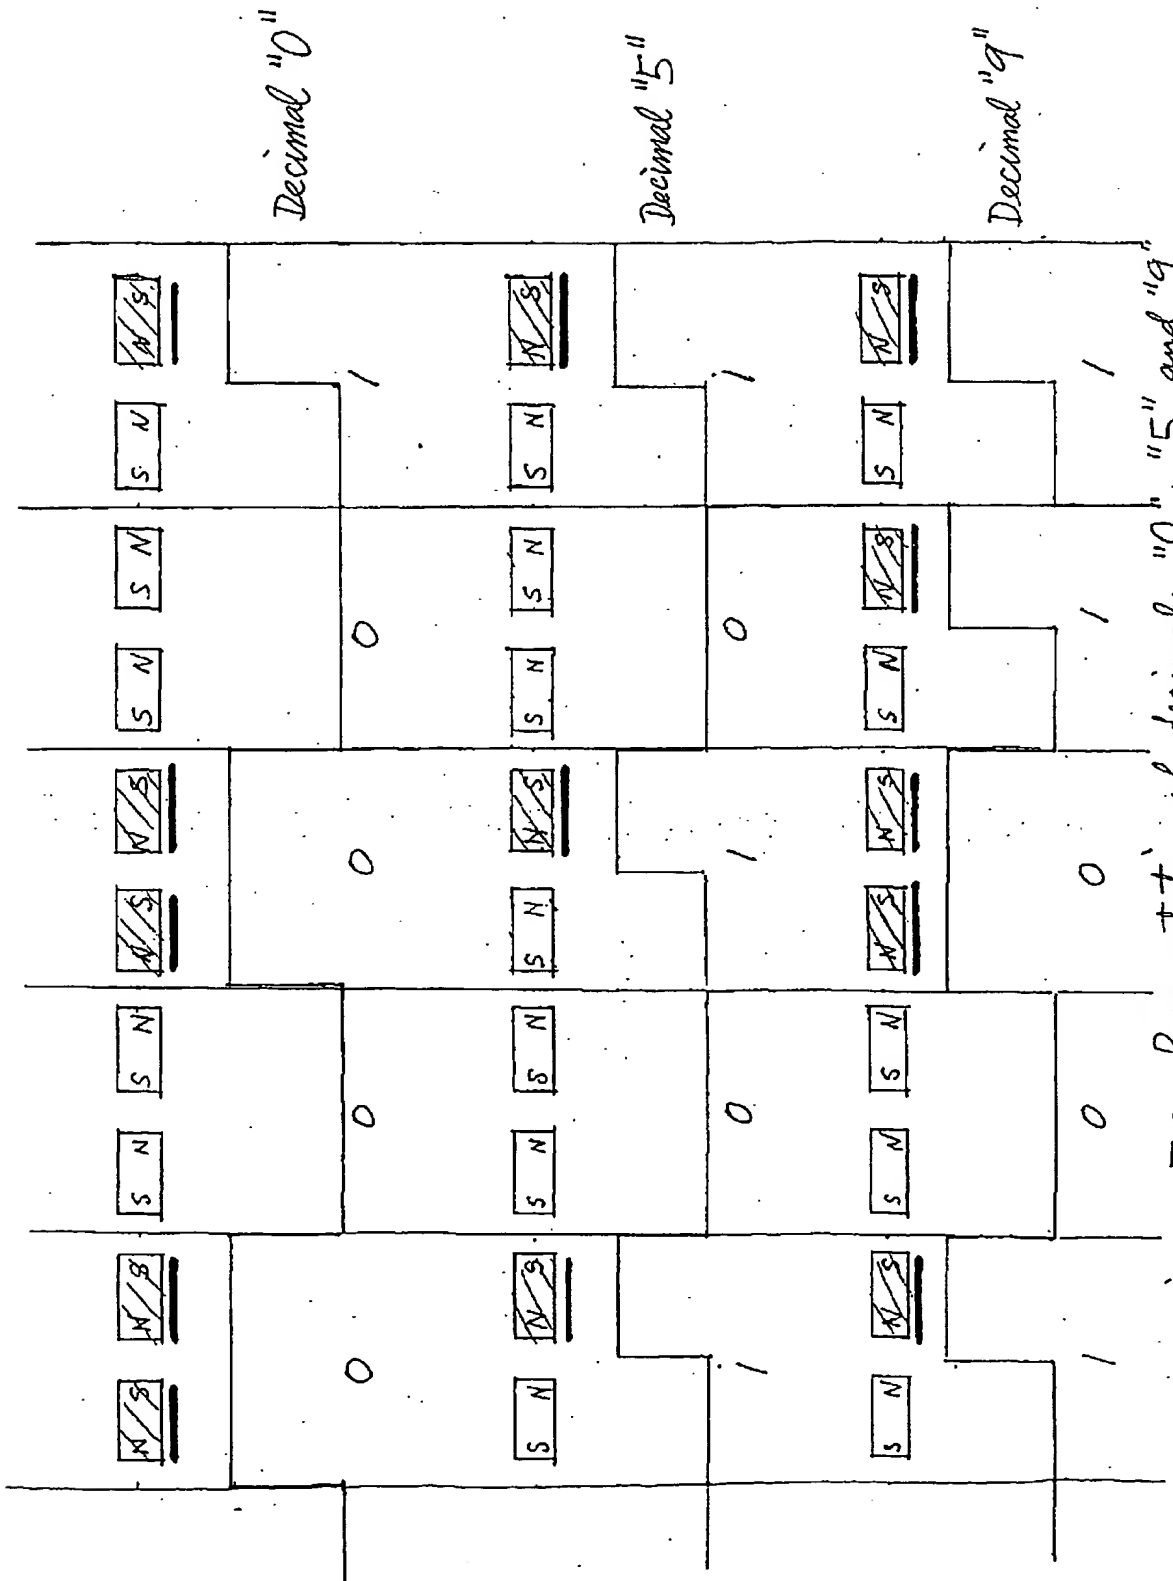 N S N S S N S N N S N S S N S N S N N S
Decimal "0"
0 0 0 0 1
S N N S S N S N S N N S S N S N S N N S
Decimal "5"
1 0 1 0 1
S N N S S N S N N S N S S N N S S N N S
Decimal "9"
1 0 0 1 1
"0", "5" and "9"